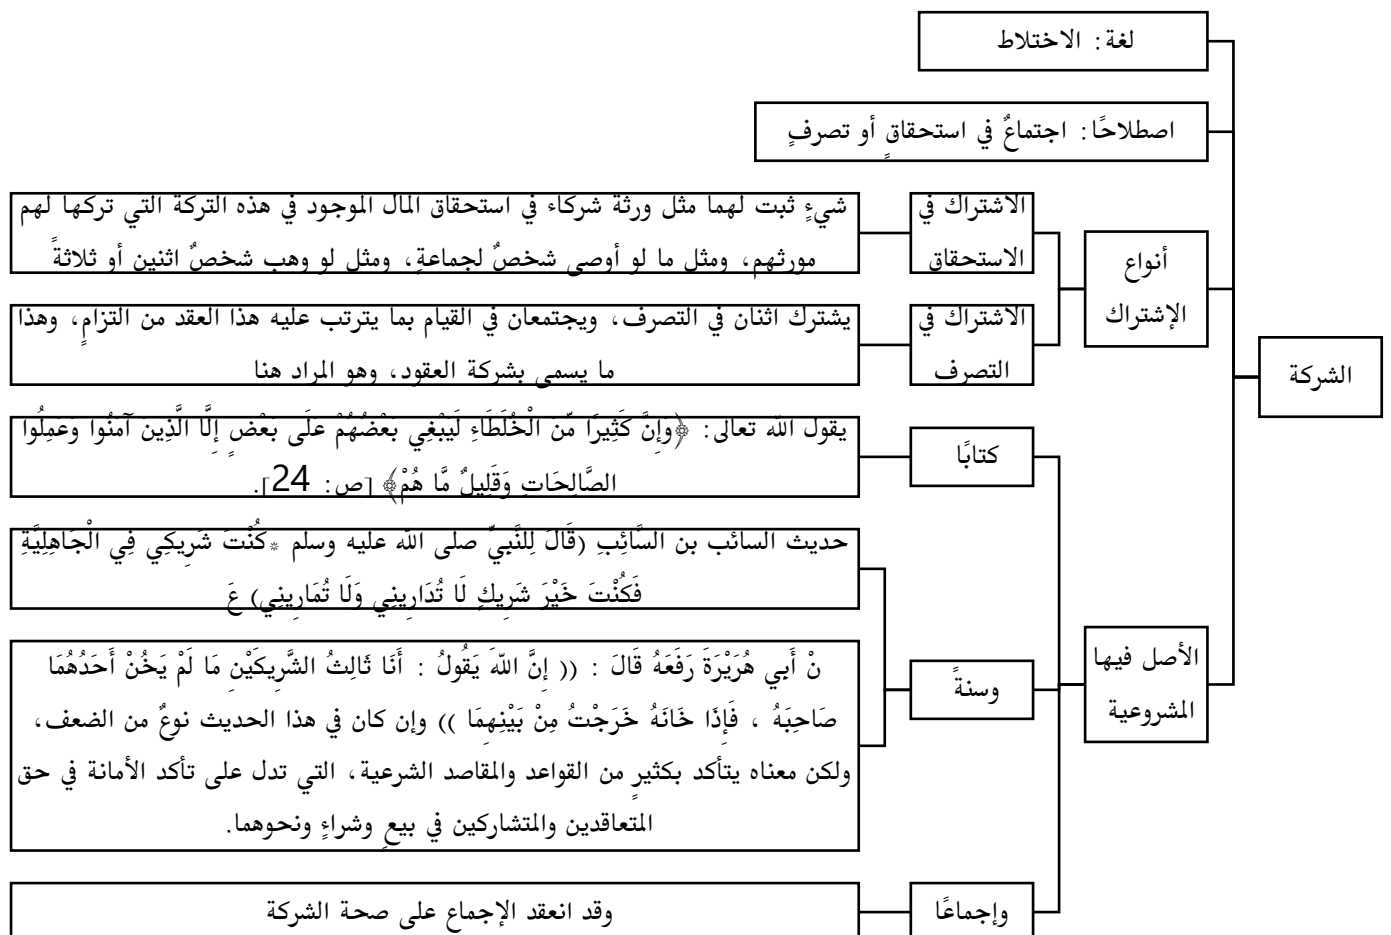 الشركة
لغة: الاختلاط
اصطلاحًا: اجتماعٌ في استحقاقٍ أو تصرفٍ
أنواع
الإشتراك
الاشتراك في
الاستحقاق
شيءٍ ثبت لهما مثل ورثة شركاء في استحقاق المال الموجود في هذه التركة التي تركها لهم
مورثهم، ومثل ما لو أوصى شخصٌ لجماعةٍ، ومثل لو وهب شخصٌ اثنين أو ثلاثةً
الاشتراك في
التصرف
يشترك اثنان في التصرف، ويجتمعان في القيام بما يترتب عليه هذا العقد من التزامٍ، وهذا
ما يسمى بشركة العقود، وهو المراد هنا
الأصل فيها
المشروعية
كتابًا
يقول الله تعالى: ﴿وَإِنَّ كَثِيرًا مِّنَ الْخُلَطَاءِ لَيَبْغِي بَعْضُهُمْ عَلَى بَعْضٍ إِلَّا الَّذِينَ آمَنُوا وَعَمِلُوا
الصَّالِحَاتِ وَقَلِيلٌ مَّا هُمْ﴾ [ص: 24].
وسنةً
حديث السائب بن السَّائِبِ (قَالَ لِلنَّبِيِّ صلى الله عليه وسلم *كُنْتَ شَرِيكِي فِي الْجَاهِلِيَّةِ
فَكُنْتَ خَيْرَ شَرِيكٍ لَا تُدَارِينِي وَلَا تُمَارِينِي) عَ
نْ أَبِي هُرَيْرَةَ رَفَعَهُ قَالَ : (( إِنَّ اللهَ يَقُولُ : أَنَا ثَالِثُ الشَّرِيكَيْنِ مَا لَمْ يَخُنْ أَحَدُهُمَا
صَاحِبَهُ ، فَإِذَا خَانَهُ خَرَجْتُ مِنْ بَيْنِهِمَا )) وإن كان في هذا الحديث نوعٌ من الضعف،
ولكن معناه يتأكد بكثيرٍ من القواعد والمقاصد الشرعية، التي تدل على تأكد الأمانة في حق
المتعاقدين والمتشاركين في بيعٍ وشراءٍ ونحوهما.
وإجماعًا
وقد انعقد الإجماع على صحة الشركة